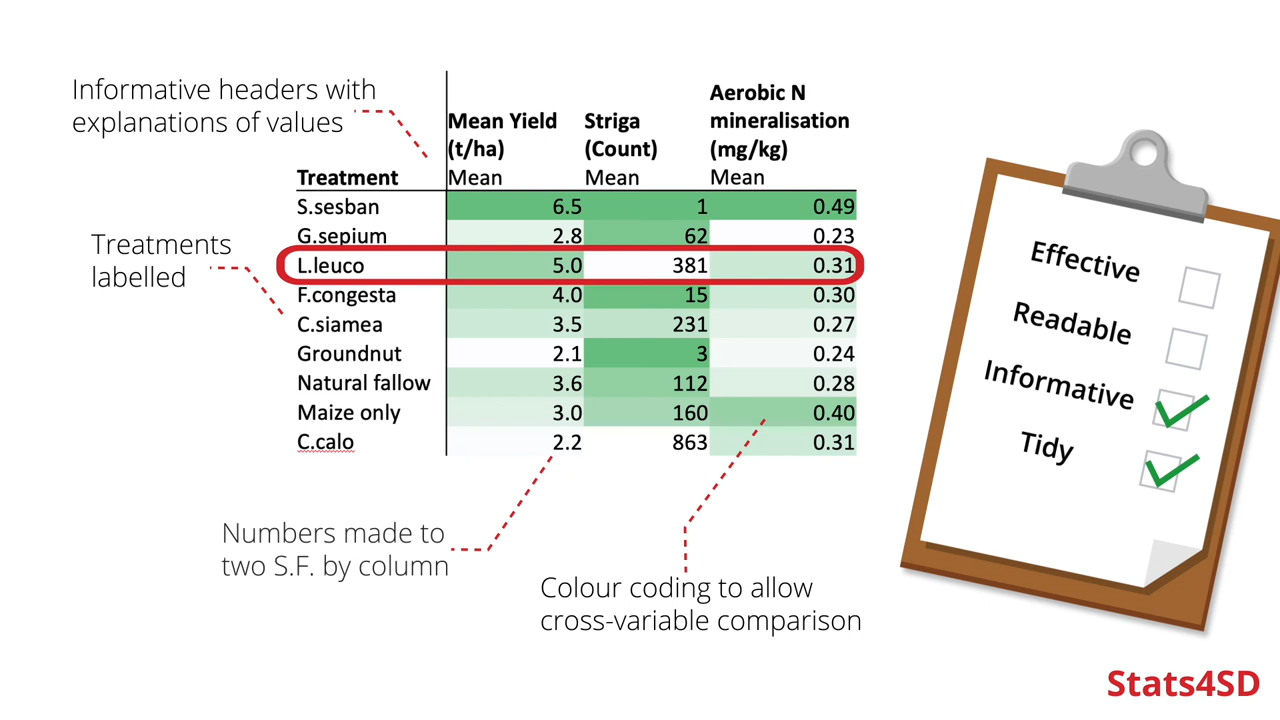 Informative headers with
explanations of values
Treatments
labelled
Treatment
Mean Yield
(t/ha)
Mean
Striga
(Count)
Mean
Aerobic N
mineralisation
(mg/kg)
Mean
S.sesban 6.5 1 0.49
G.sepium 2.8 62 0.23
L.leuco 5.0 381 0.31
F.congesta 4.0 15 0.30
C.siamea 3.5 231 0.27
Groundnut 2.1 3 0.24
Natural fallow 3.6 112 0.28
Maize only 3.0 160 0.40
C.calo 2.2 863 0.31
Numbers made to
two S.F. by column
Colour coding to allow
cross-variable comparison
Effective
Readable
Informative
Tidy
Stats4SD